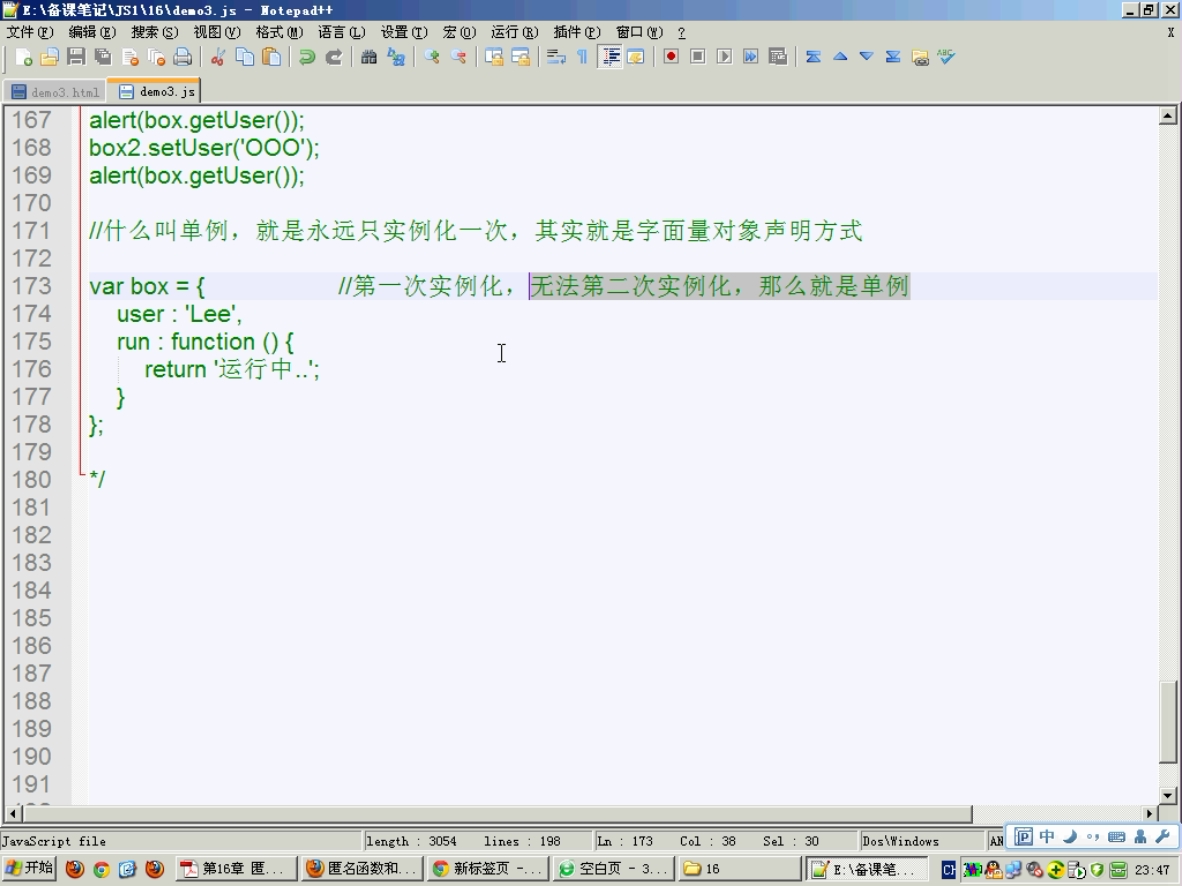 E:\备课笔记\JS1\16\demo3.js - Notepad++
文件(F) 编辑(E) 搜索(S) 视图(V) 格式(M) 语言(L) 设置(T) 宏(O) 运行(R) 插件(P) 窗口(W) ? X
demo3.html demo3.js
167 alert(box.getUser());
168 box2.setUser('OOO');
169 alert(box.getUser());
170
171 //什么叫单例，就是永远只实例化一次，其实就是字面量对象声明方式
172
173 var box = { //第一次实例化，无法第二次实例化，那么就是单例
174 user : 'Lee',
175 run : function () {
176 return '运行中..';
177 }
178 };
179
180 */
181
182
183
184
185
186
187
188
189
190
191
JavaScript file length : 3054 lines : 198 Ln : 173 Col : 38 Sel : 30 Dos\Windows AN 中
开始 第16章 匿... 匿名函数和... 新标签页 -... 空白页 - 3... 16 E:\备课笔... CH 23:47